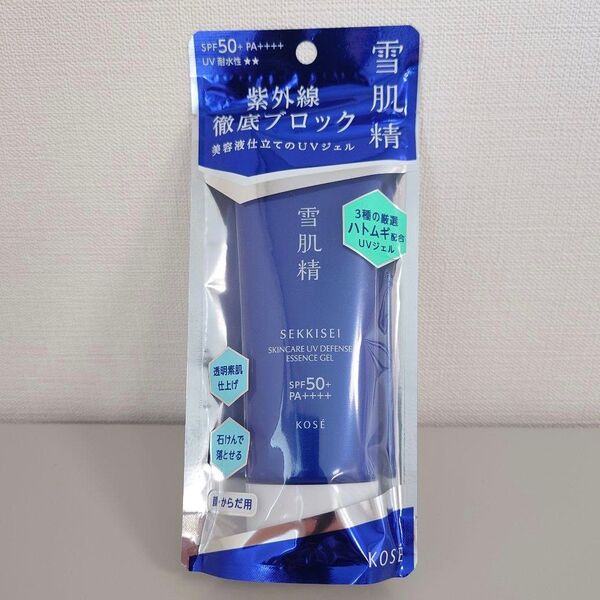 SPF50+ PA++++
UV 耐水性★★
紫外線
徹底ブロック
美容液仕立てのUVジェル
雪肌精
3種の厳選
ハトムギ配合
UVジェル
雪肌精
SEKKISEI
SKINCARE UV DEFENSE
ESSENCE GEL
SPF50+
PA++++
KOSÉ
透明素肌
仕上げ
石けんで
落とせる
顔・からだ用
KOSÉ